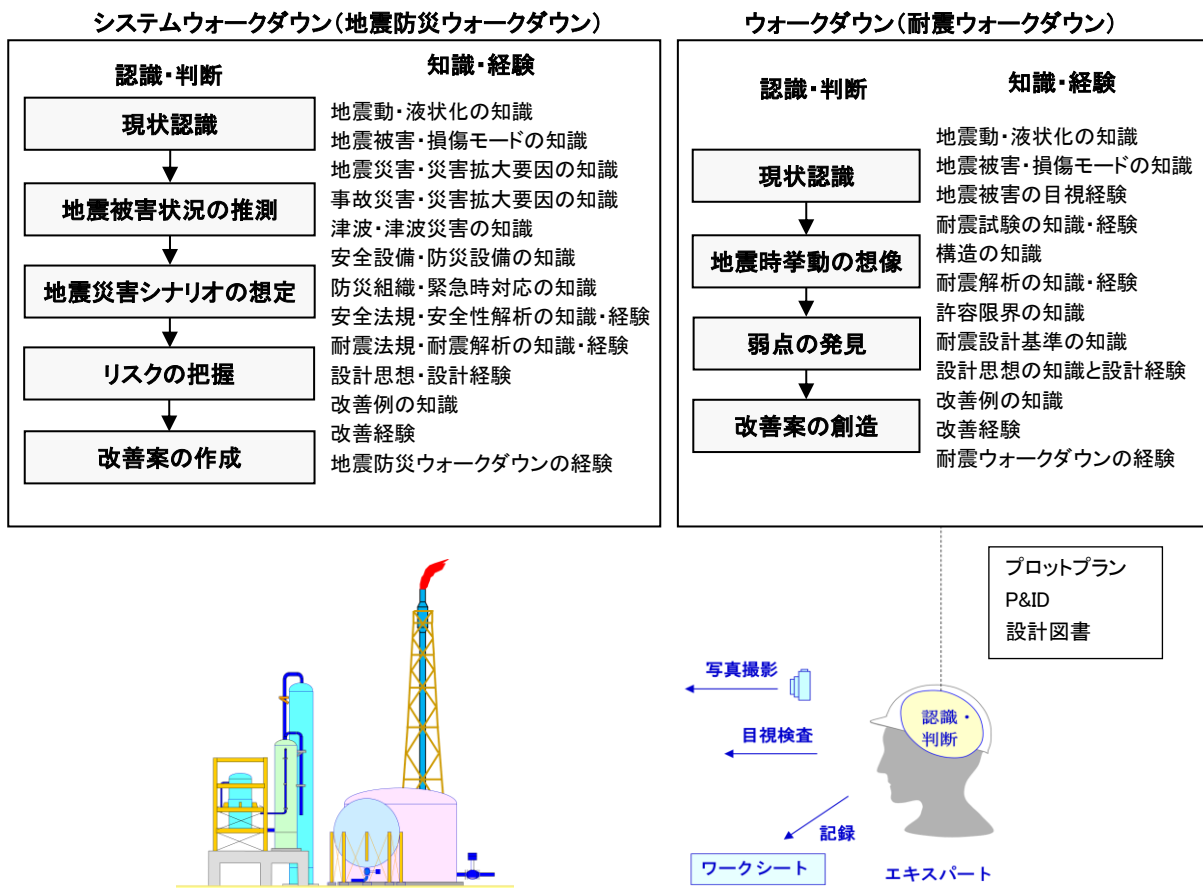 システムウォークダウン(地震防災ウォークダウン)
認識・判断
知識・経験
現状認識
地震被害状況の推測
地震災害シナリオの想定
リスクの把握
改善案の作成
地震動・液状化の知識
地震被害・損傷モードの知識
地震災害・災害拡大要因の知識
事故災害・災害拡大要因の知識
津波・津波災害の知識
安全設備・防災設備の知識
防災組織・緊急時対応の知識
安全法規・安全性解析の知識・経験
耐震法規・耐震解析の知識・経験
設計思想・設計経験
改善例の知識
改善経験
地震防災ウォークダウンの経験
ウォークダウン(耐震ウォークダウン)
認識・判断
知識・経験
現状認識
地震時挙動の想像
弱点の発見
改善案の創造
地震動・液状化の知識
地震被害・損傷モードの知識
地震被害の目視経験
耐震試験の知識・経験
構造の知識
耐震解析の知識・経験
許容限界の知識
耐震設計基準の知識
設計思想の知識と設計経験
改善例の知識
改善経験
耐震ウォークダウンの経験
プロットプラン
P&ID
設計図書
写真撮影
目視検査
記録
ワークシート
認識・
判断
エキスパート